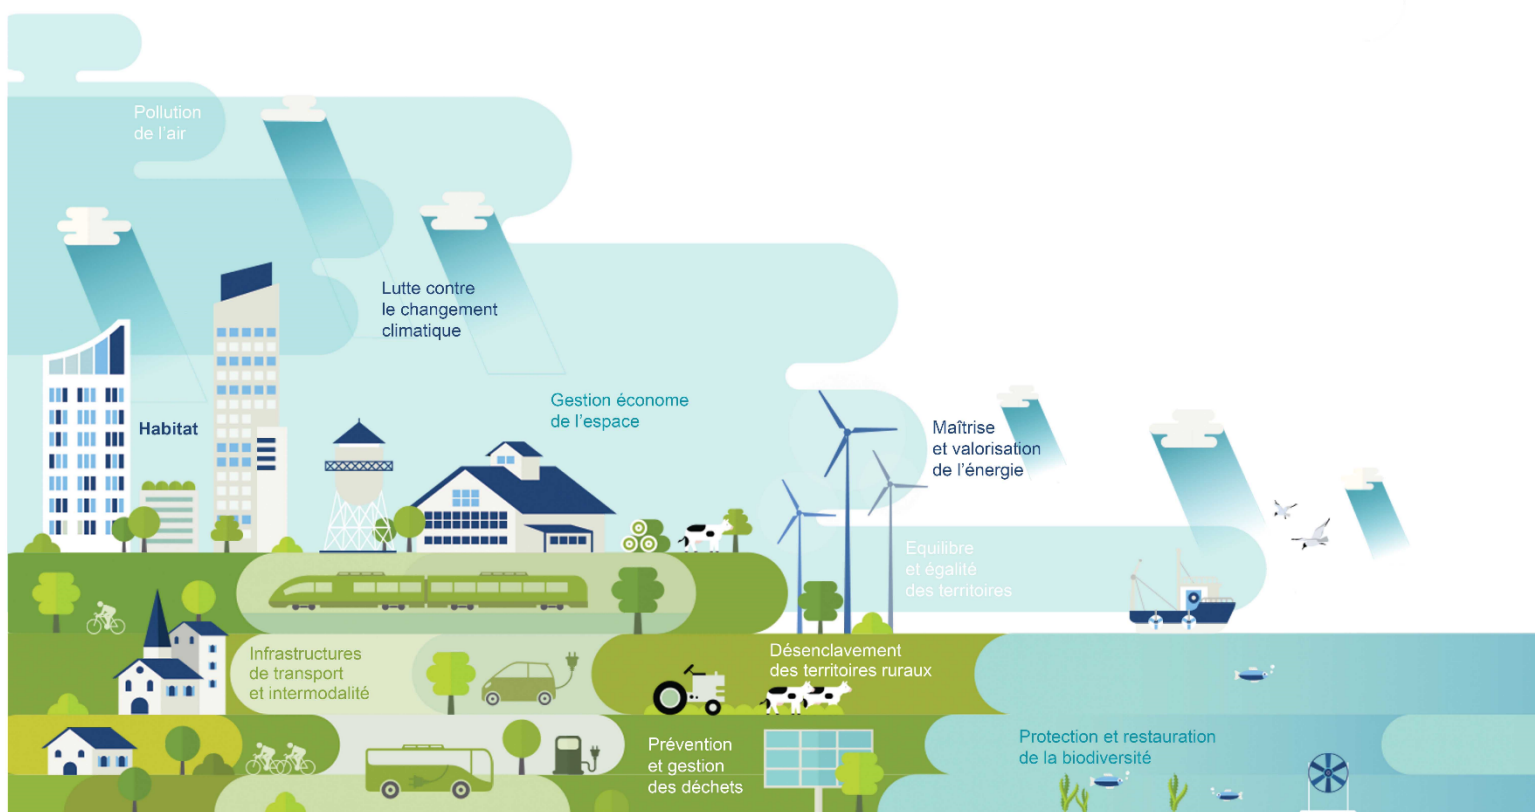 Pollution
de l'air
Lutte contre
le changement
climatique
Gestion économe
de l'espace
Habitat
Maîtrise
et valorisation
de l'énergie
Equilibre
et égalité
des territoires
Infrastructures
de transport
et intermodalité
Désenclavement
des territoires ruraux
Prévention
et gestion
des déchets
Protection et restauration
de la biodiversité